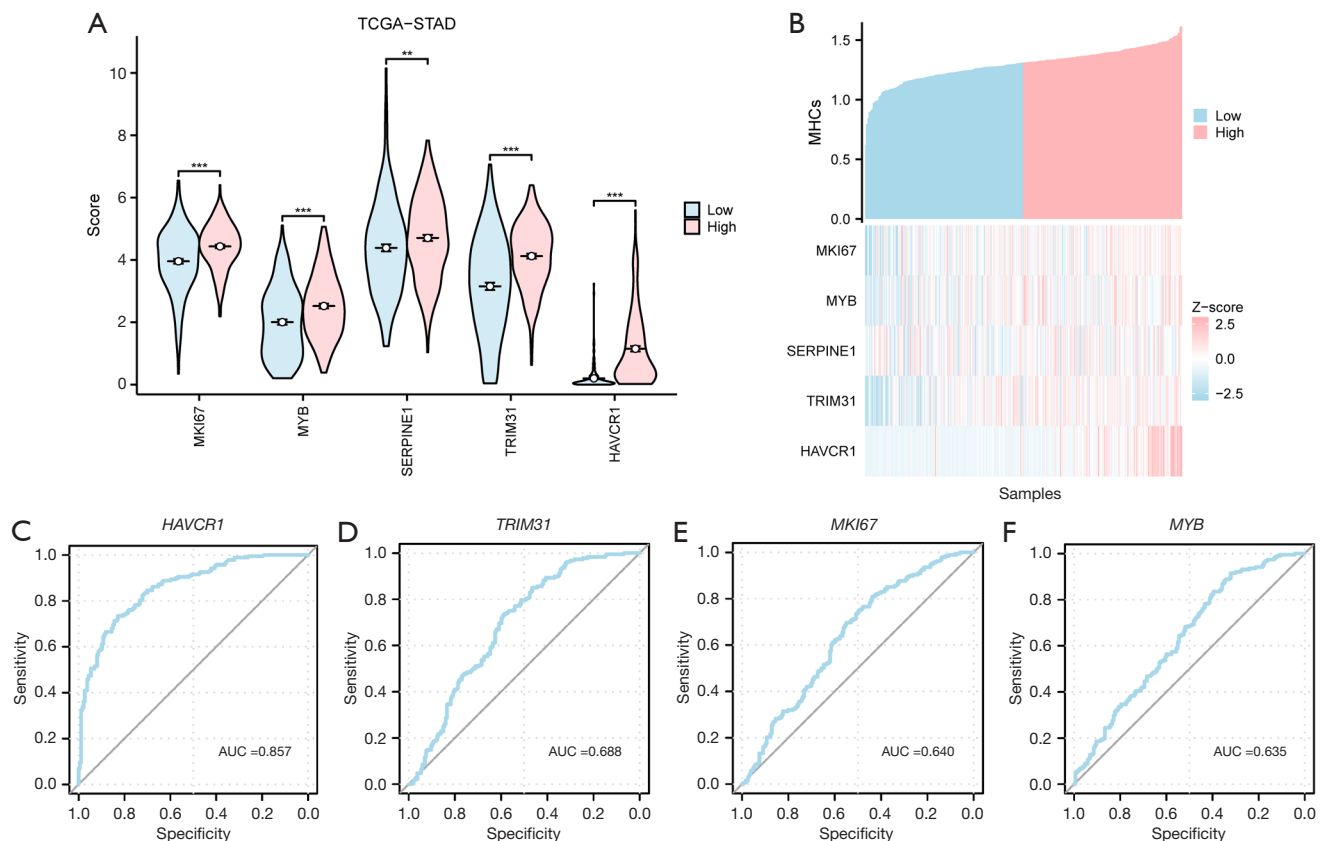 A
TCGA−STAD
Score
10
8
6
4
2
0
***
***
**
***
***
MKI67
MYB
SERPINE1
TRIM31
HAVCR1
Low
High
B
MHCs
1.5
1.0
0.5
0.0
Low
High
MKI67
MYB
SERPINE1
TRIM31
HAVCR1
Samples
Z−score
2.5
0.0
−2.5
C
HAVCR1
Sensitivity
1.0
0.8
0.6
0.4
0.2
0.0
AUC =0.857
1.0 0.8 0.6 0.4 0.2 0.0
Specificity
D
TRIM31
Sensitivity
1.0
0.8
0.6
0.4
0.2
0.0
AUC =0.688
1.0 0.8 0.6 0.4 0.2 0.0
Specificity
E
MKI67
Sensitivity
1.0
0.8
0.6
0.4
0.2
0.0
AUC =0.640
1.0 0.8 0.6 0.4 0.2 0.0
Specificity
F
MYB
Sensitivity
1.0
0.8
0.6
0.4
0.2
0.0
AUC =0.635
1.0 0.8 0.6 0.4 0.2 0.0
Specificity